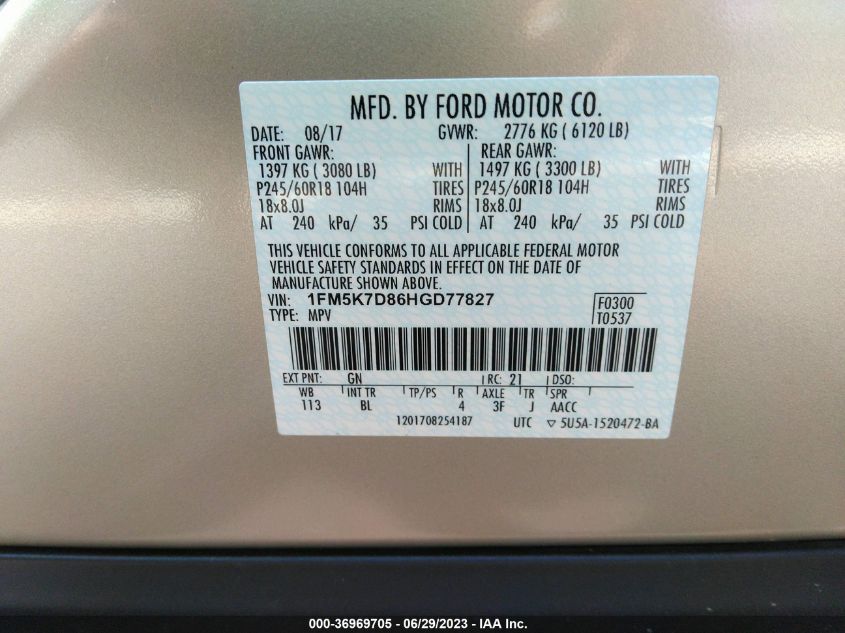 MFD. BY FORD MOTOR CO.
DATE: 08/17 GVWR: 2776 KG ( 6120 LB)
FRONT GAWR: REAR GAWR:
1397 KG ( 3080 LB) WITH 1497 KG ( 3300 LB) WITH
P245/60R18 104H TIRES P245/60R18 104H TIRES
18x8.0J RIMS 18x8.0J RIMS
AT 240 kPa/ 35 PSI COLD AT 240 kPa/ 35 PSI COLD
THIS VEHICLE CONFORMS TO ALL APPLICABLE FEDERAL MOTOR
VEHICLE SAFETY STANDARDS IN EFFECT ON THE DATE OF
MANUFACTURE SHOWN ABOVE.
VIN: 1FM5K7D86HGD77827 F0300
TYPE: MPV T0537
EXT PNT: GN RC: 21 DSO:
WB INT TR TP/PS R AXLE TR SPR
113 BL 4 3F J AACC
1201708254187 UTC ▽ 5U5A-1520472-BA
000-36969705 - 06/29/2023 - IAA Inc.